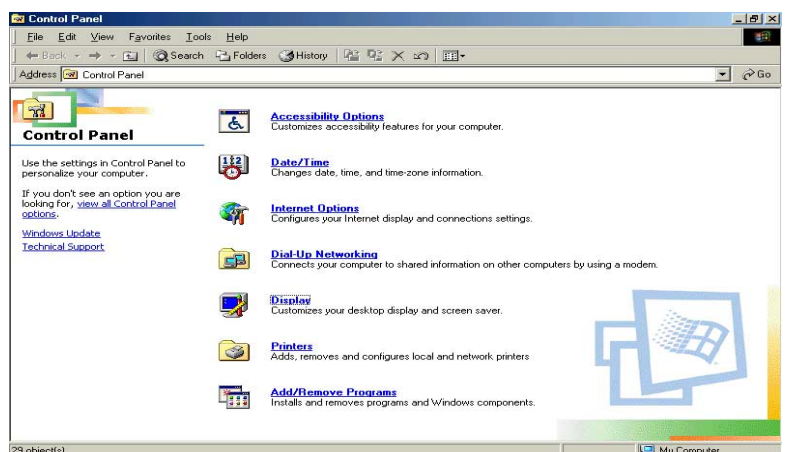 Control Panel
File Edit View Favorites Tools Help
Back Search Folders History
Address Control Panel Go
Control Panel
Use the settings in Control Panel to
personalize your computer.
If you don't see an option you are
looking for, view all Control Panel
options.
Windows Update
Technical Support
Accessibility Options
Customizes accessibility features for your computer.
Date/Time
Changes date, time, and time-zone information.
Internet Options
Configures your Internet display and connections settings.
Dial-Up Networking
Connects your computer to shared information on other computers by using a modem.
Display
Customizes your desktop display and screen saver.
Printers
Adds, removes and configures local and network printers
Add/Remove Programs
Installs and removes programs and Windows components.
29 object(s) My Computer